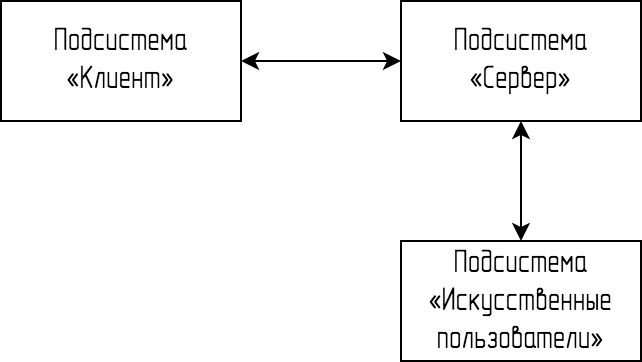 Подсистема
«Клиент»
Подсистема
«Сервер»
Подсистема
«Искусственные
пользователи»